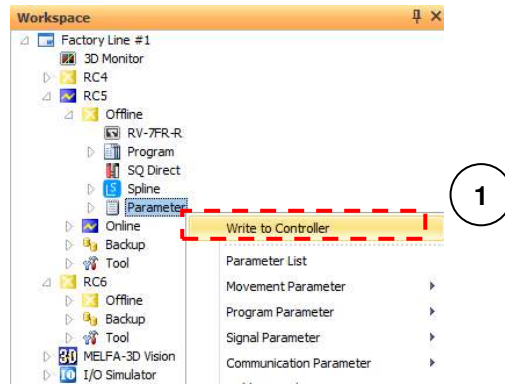 Workspace
Factory Line #1
3D Monitor
RC4
RC5
Offline
RV-7FR-R
Program
SQ Direct
Spline
Parameter
Online
Write to Controller
1
Backup
Tool
Parameter List
RC6
Movement Parameter
Offline
Program Parameter
Backup
Tool
Signal Parameter
MELFA-3D Vision
Communication Parameter
I/O Simulator